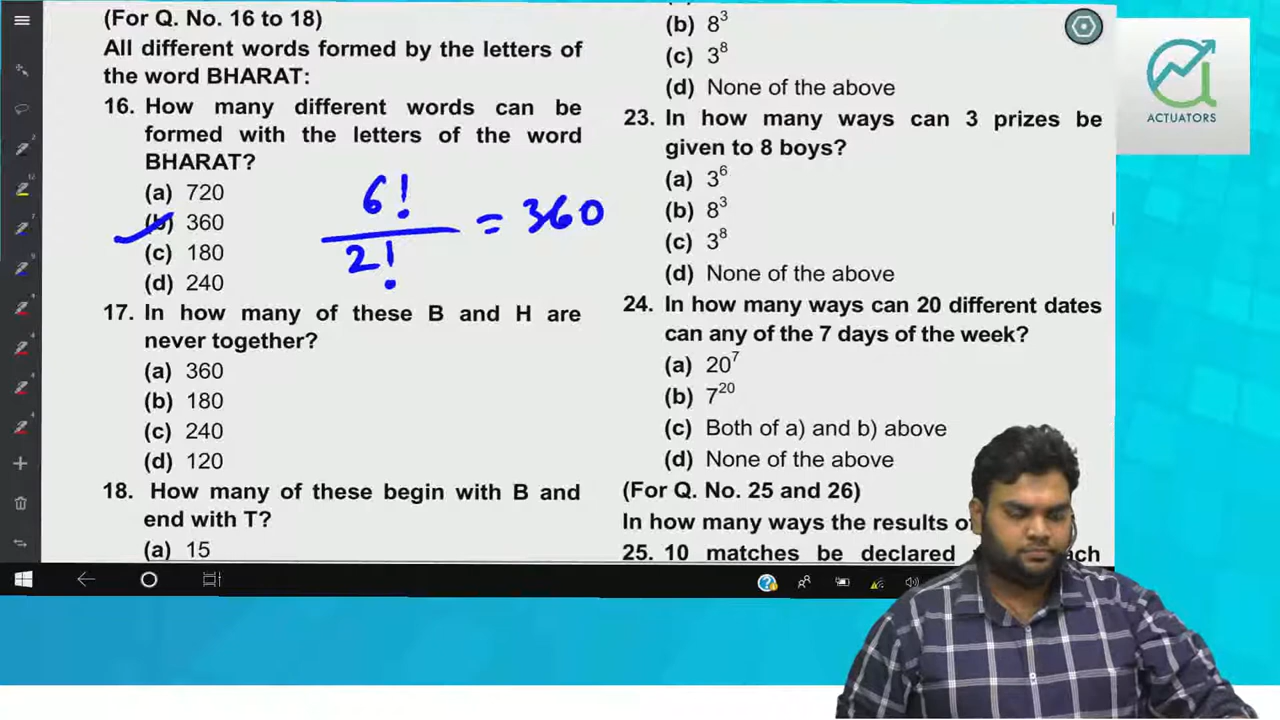 (For Q. No. 16 to 18)
All different words formed by the letters of
the word BHARAT:
16. How many different words can be
formed with the letters of the word
BHARAT?
(a) 720
(b) 360
(c) 180
(d) 240
6!
2!
= 360
17. In how many of these B and H are
never together?
(a) 360
(b) 180
(c) 240
(d) 120
18. How many of these begin with B and
end with T?
(a) 15
(b) 8³
(c) 3⁸
(d) None of the above
23. In how many ways can 3 prizes be
given to 8 boys?
(a) 3⁶
(b) 8³
(c) 3⁸
(d) None of the above
24. In how many ways can 20 different dates
can any of the 7 days of the week?
(a) 20⁷
(b) 7²⁰
(c) Both of a) and b) above
(d) None of the above
(For Q. No. 25 and 26)
In how many ways the results
25. 10 matches be declared
ACTUATORS